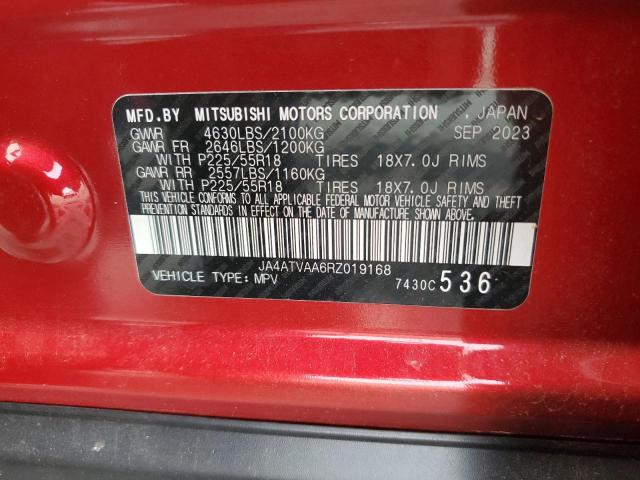 MFD.BY MITSUBISHI MOTORS CORPORATION , JAPAN
GVWR 4630LBS/2100KG SEP 2023
GAWR FR 2646LBS/1200KG
WITH P225/55R18 TIRES 18X7.0J RIMS
GAWR RR 2557LBS/1160KG
WITH P225/55R18 TIRES 18X7.0J RIMS
THIS VEHICLE CONFORMS TO ALL APPLICABLE FEDERAL MOTOR VEHICLE SAFETY, BUMPER AND THEFT
PREVENTION STANDARDS IN EFFECT ON THE DATE OF MANUFACTURE SHOWN ABOVE.
JA4ATVAA6RZ019168
VEHICLE TYPE: MPV 7430C 536